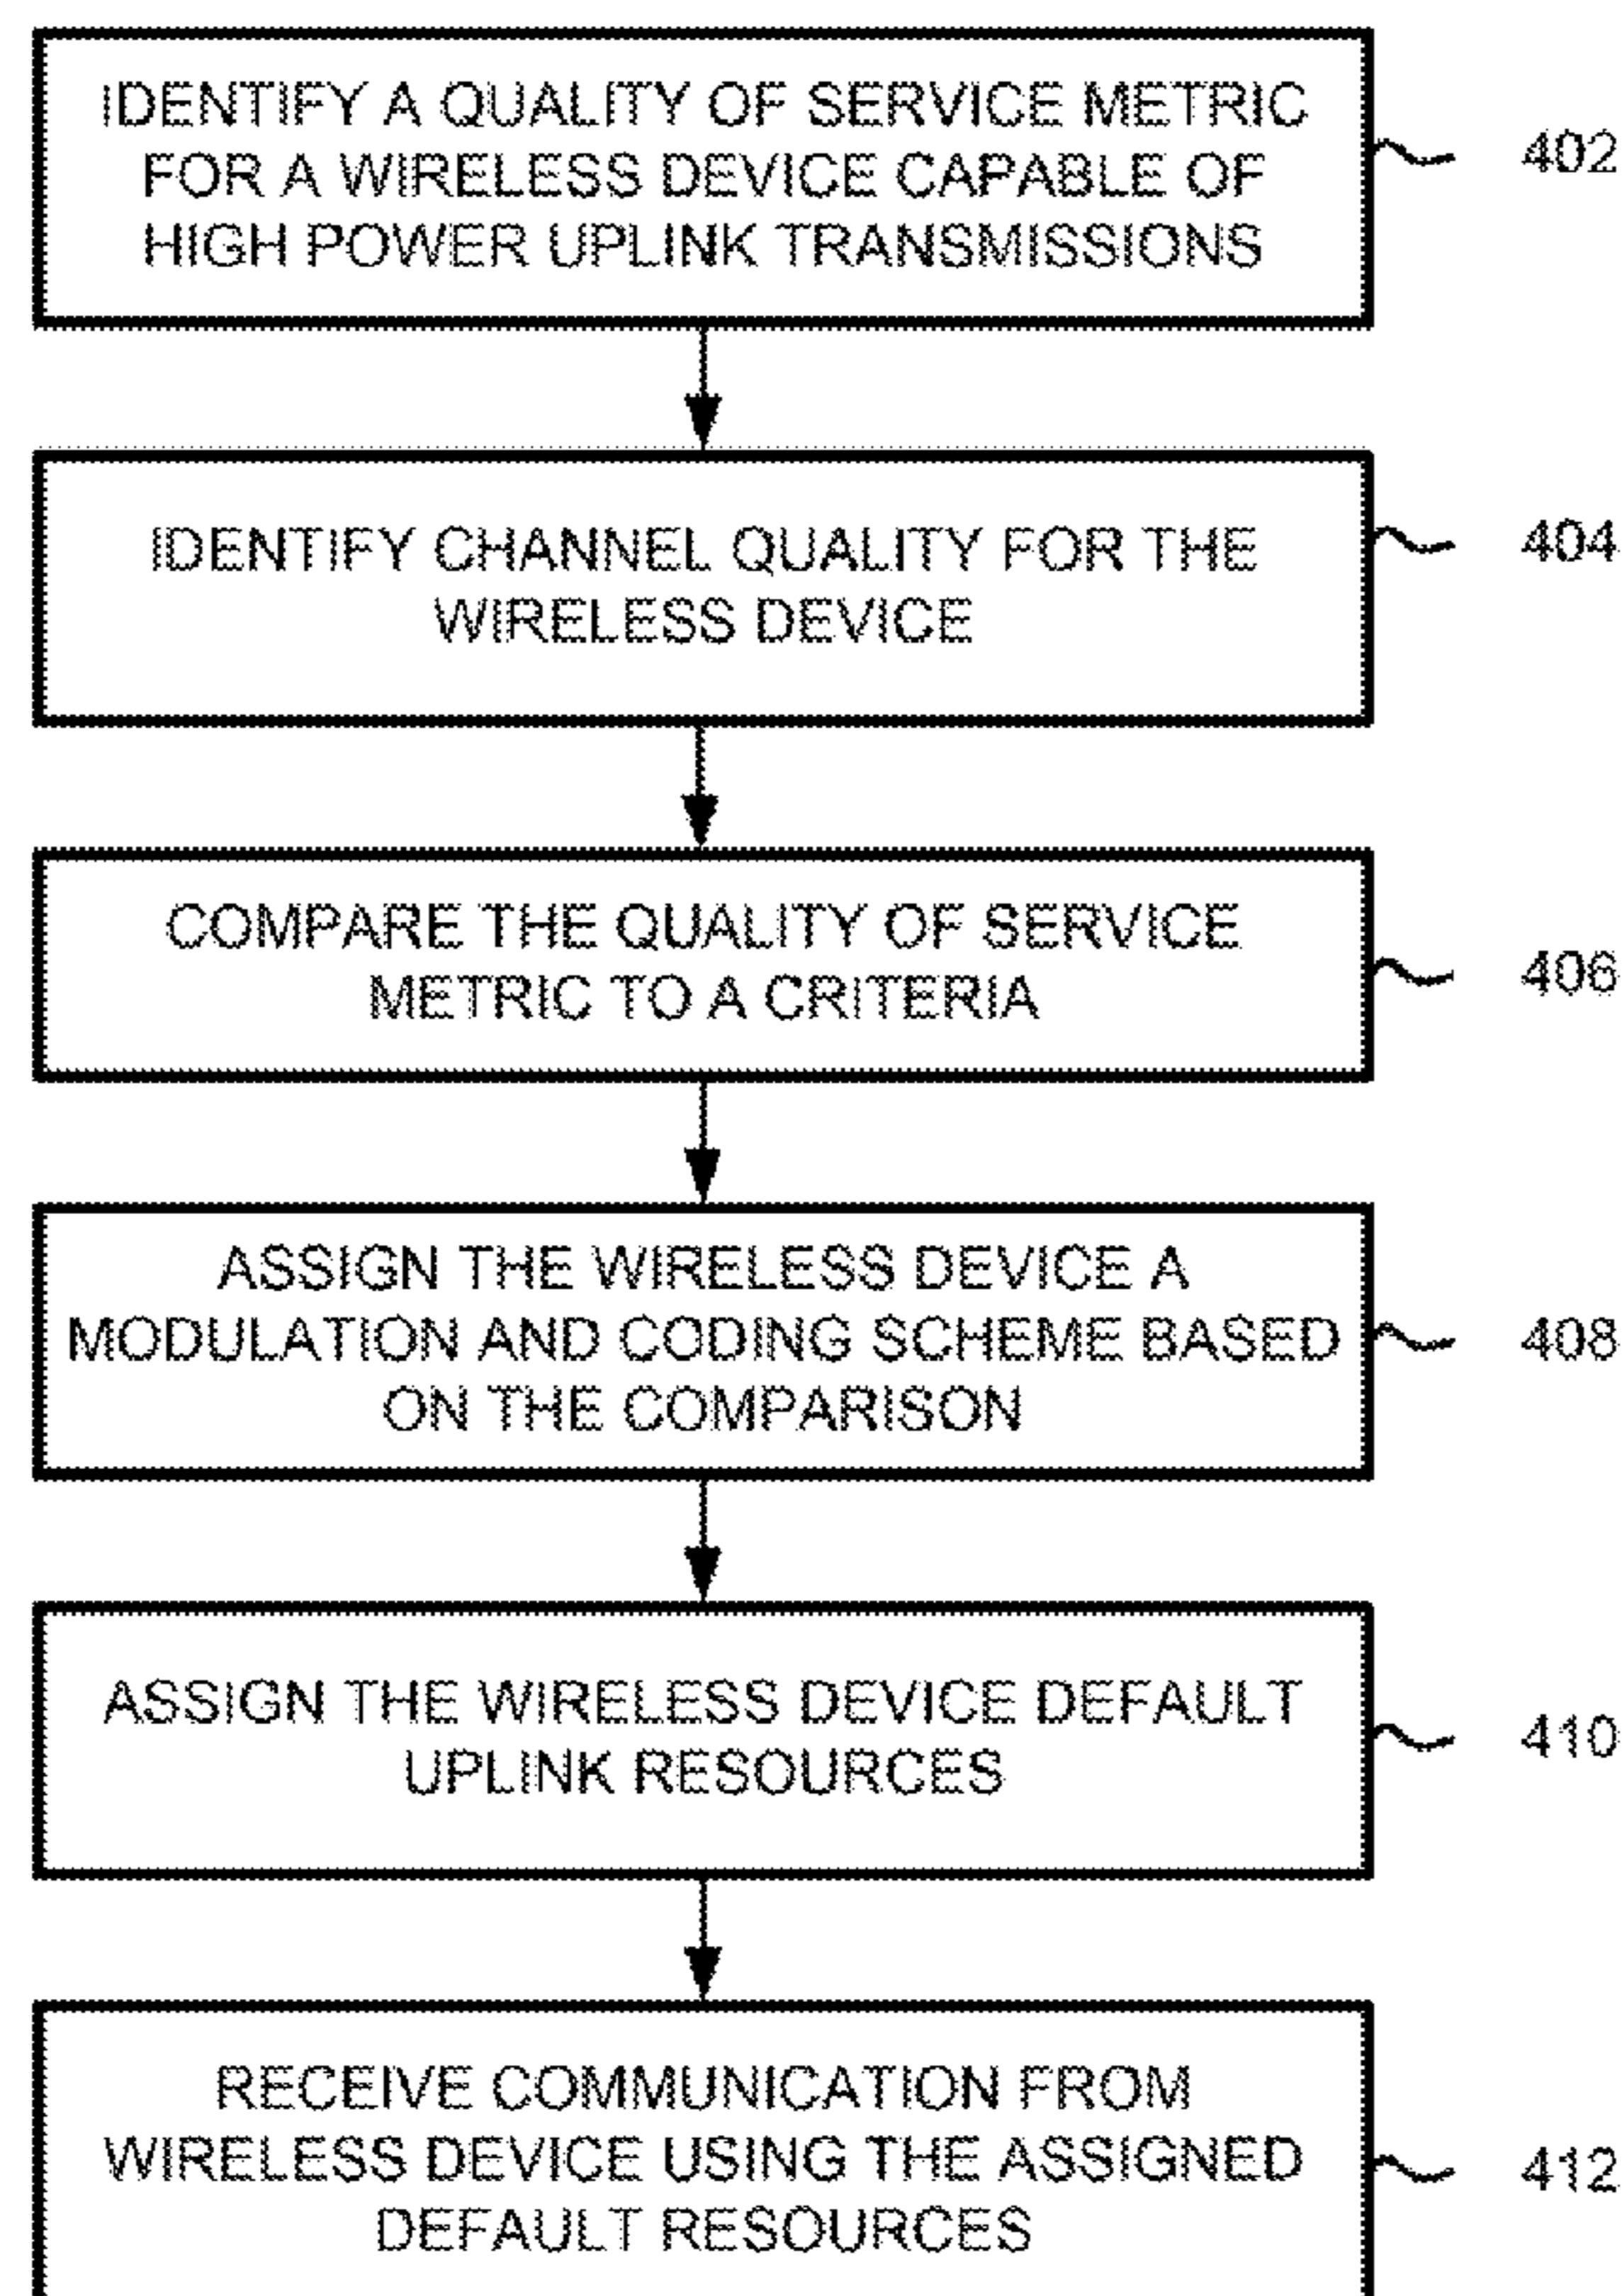 IDENTIFY A QUALITY OF SERVICE METRIC
FOR A WIRELESS DEVICE CAPABLE OF
HIGH POWER UPLINK TRANSMISSIONS
402
IDENTIFY CHANNEL QUALITY FOR THE
WIRELESS DEVICE
404
COMPARE THE QUALITY OF SERVICE
METRIC TO A CRITERIA
406
ASSIGN THE WIRELESS DEVICE A
MODULATION AND CODING SCHEME BASED
ON THE COMPARISON
408
ASSIGN THE WIRELESS DEVICE DEFAULT
UPLINK RESOURCES
410
RECEIVE COMMUNICATION FROM
WIRELESS DEVICE USING THE ASSIGNED
DEFAULT RESOURCES
412